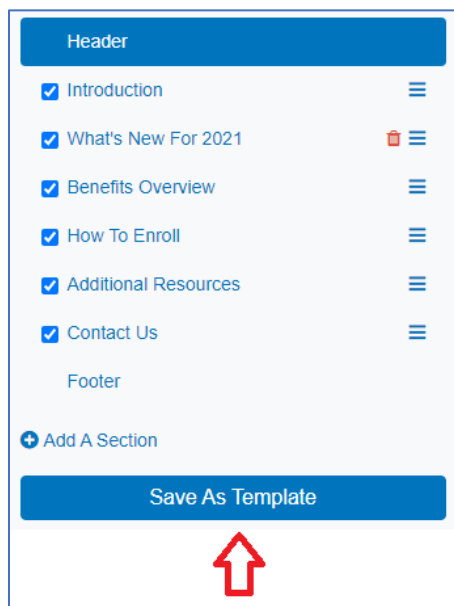 Header
Introduction
What's New For 2021
Benefits Overview
How To Enroll
Additional Resources
Contact Us
Footer
Add A Section
Save As Template